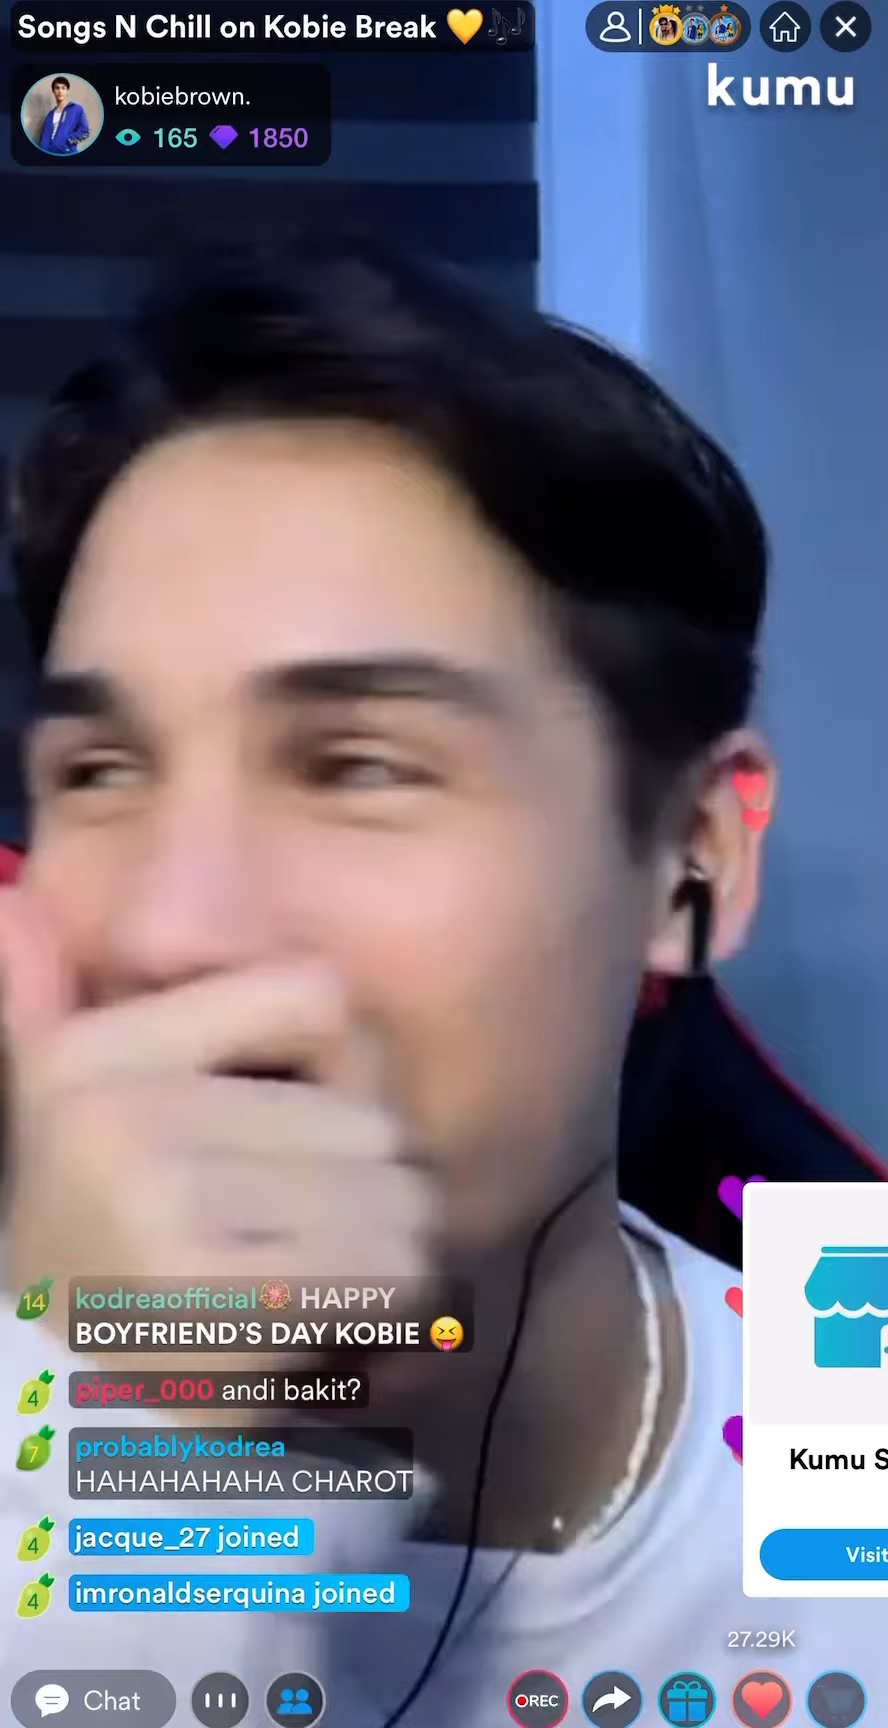 Songs N Chill on Kobie Break 💛🎶
kobiebrown.
165 1850
kumu
14 kodreaofficial HAPPY
BOYFRIEND'S DAY KOBIE 😝
4 piper_000 andi bakit?
7 probablykodrea
HAHAHAHAHA CHAROT
4 jacque_27 joined
4 imronaldserquina joined
Kumu S
Visit
27.29K
Chat
REC